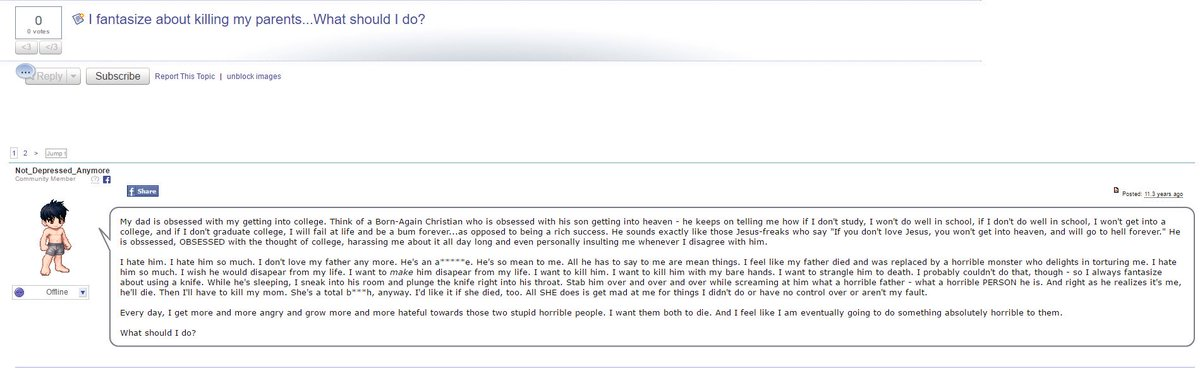 0
0 votes
<3 </3
I fantasize about killing my parents...What should I do?
Reply
Subscribe
Report This Topic | unblock images
1 2 > Jump t
Not_Depressed_Anymore
Community Member
(?)
f Share
Posted: 11.3 years ago
My dad is obsessed with my getting into college. Think of a Born-Again Christian who is obsessed with his son getting into heaven - he keeps on telling me how if I don't study, I won't do well in school, if I don't do well in school, I won't get into a
college, and if I don't graduate college, I will fail at life and be a bum forever...as opposed to being a rich success. He sounds exactly like those Jesus-freaks who say "If you don't love Jesus, you won't get into heaven, and will go to hell forever." He
is obssessed, OBSESSED with the thought of college, harassing me about it all day long and even personally insulting me whenever I disagree with him.
I hate him. I hate him so much. I don't love my father any more. He's an a*****e. He's so mean to me. All he has to say to me are mean things. I feel like my father died and was replaced by a horrible monster who delights in torturing me. I hate
him so much. I wish he would disapear from my life. I want to make him disapear from my life. I want to kill him. I want to kill him with my bare hands. I want to strangle him to death. I probably couldn't do that, though - so I always fantasize
about using a knife. While he's sleeping, I sneak into his room and plunge the knife right into his throat. Stab him over and over and over while screaming at him what a horrible father - what a horrible PERSON he is. And right as he realizes it's me,
he'll die. Then I'll have to kill my mom. She's a total b***h, anyway. I'd like it if she died, too. All SHE does is get mad at me for things I didn't do or have no control over or aren't my fault.
Every day, I get more and more angry and grow more and more hateful towards those two stupid horrible people. I want them both to die. And I feel like I am eventually going to do something absolutely horrible to them.
What should I do?
Offline